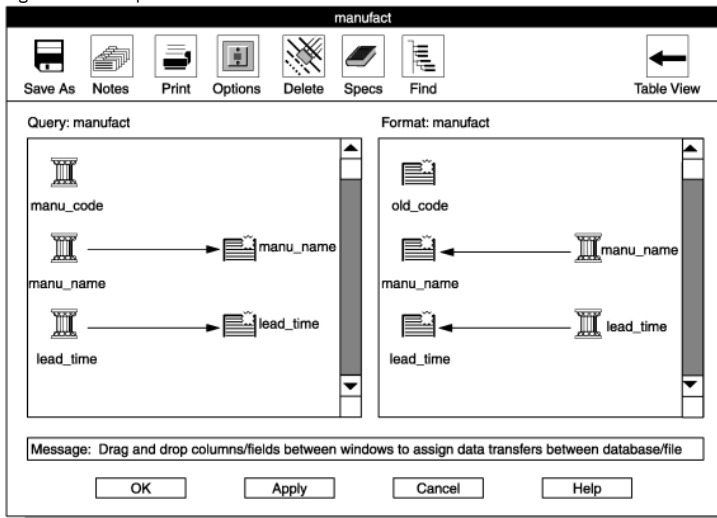 manufact
Save As Notes Print Options Delete Specs Find Table View
Query: manufact Format: manufact
manu_code old_code
manu_name manu_name
manu_name manu_name
lead_time lead_time
lead_time lead_time
Message: Drag and drop columns/fields between windows to assign data transfers between database/file
OK Apply Cancel Help